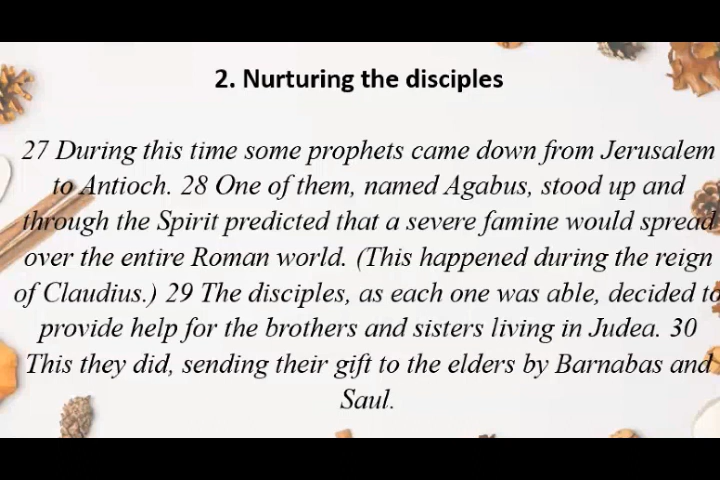 2. Nurturing the disciples
27 During this time some prophets came down from Jerusalem
to Antioch. 28 One of them, named Agabus, stood up and
through the Spirit predicted that a severe famine would spread
over the entire Roman world. (This happened during the reign
of Claudius.) 29 The disciples, as each one was able, decided to
provide help for the brothers and sisters living in Judea. 30
This they did, sending their gift to the elders by Barnabas and
Saul.